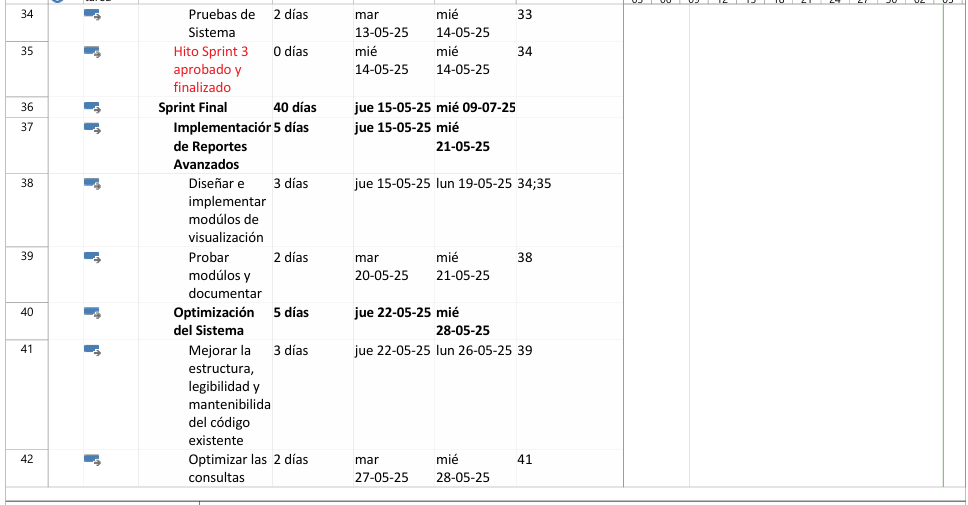 34 Pruebas de 2 días mar mié 33
Sistema 13-05-25 14-05-25
35 Hito Sprint 3 0 días mié mié 34
aprobado y 14-05-25 14-05-25
finalizado
36 Sprint Final 40 días jue 15-05-25 mié 09-07-25
37 Implementación 5 días jue 15-05-25 mié
de Reportes 21-05-25
Avanzados
38 Diseñar e 3 días jue 15-05-25 lun 19-05-25 34;35
implementar
modúlos de
visualización
39 Probar 2 días mar mié 38
modúlos y 20-05-25 21-05-25
documentar
40 Optimización 5 días jue 22-05-25 mié
del Sistema 28-05-25
41 Mejorar la 3 días jue 22-05-25 lun 26-05-25 39
estructura,
legibilidad y
mantenibilida
del código
existente
42 Optimizar las 2 días mar mié 41
consultas 27-05-25 28-05-25